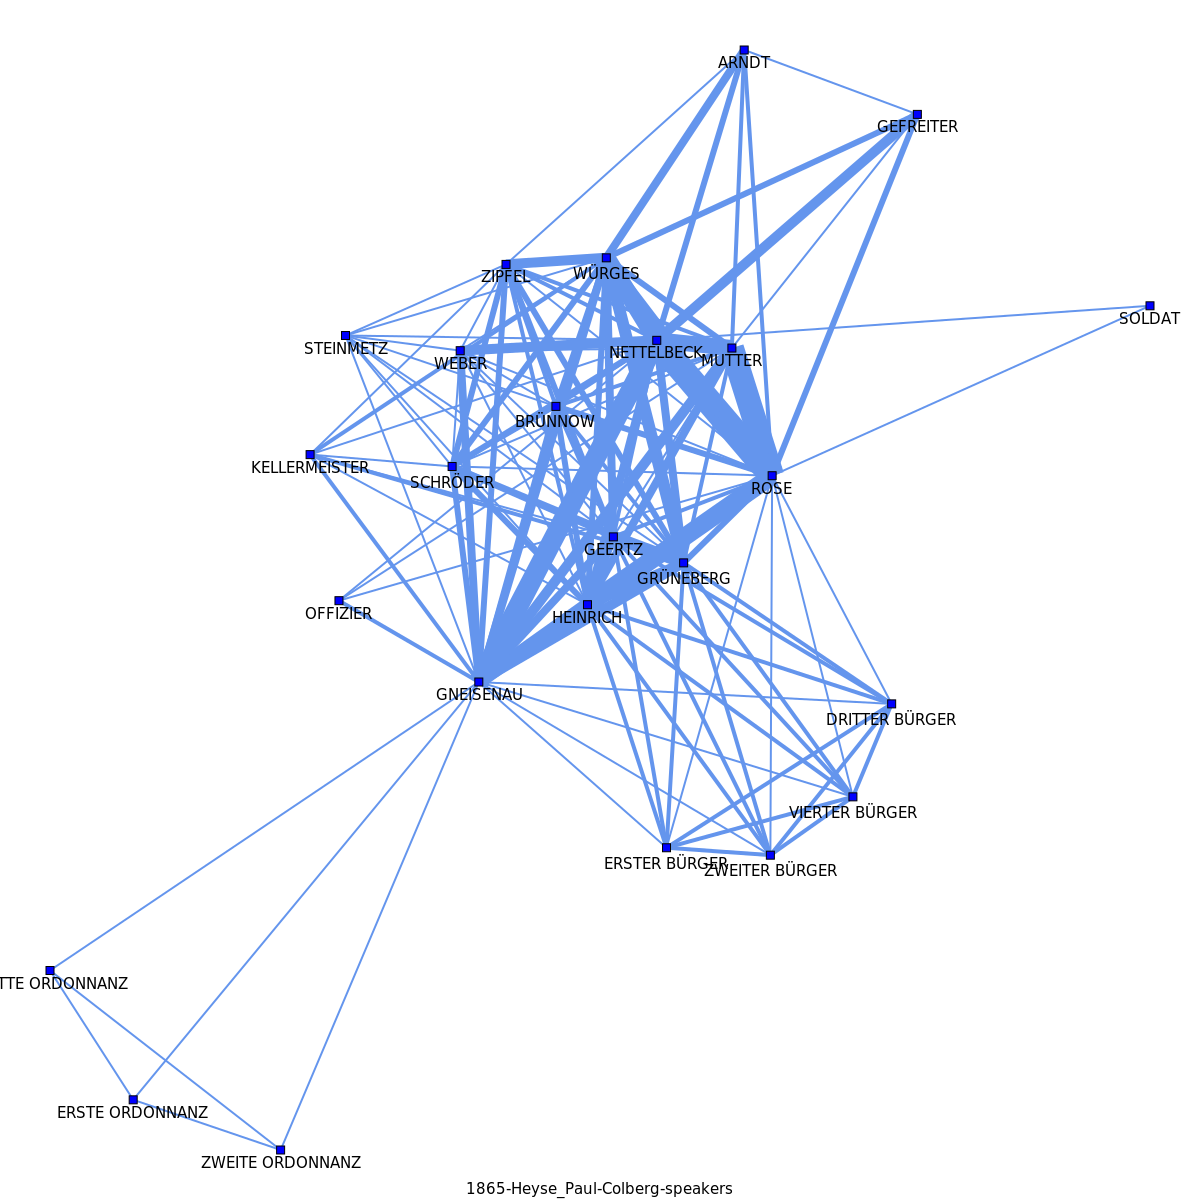 ARNDT
GEFREITER
ZIPFEL
WÜRGES
SOLDAT
STEINMETZ
WEBER
NETTELBECK
MUTTER
BRÜNNOW
KELLERMEISTER
SCHRÖDER
ROSE
GEERTZ
GRÜNEBERG
OFFIZIER
HEINRICH
GNEISENAU
DRITTER BÜRGER
VIERTER BÜRGER
ERSTER BÜRGER
ZWEITER BÜRGER
TTE ORDONNANZ
ERSTE ORDONNANZ
ZWEITE ORDONNANZ
1865-Heyse_Paul-Colberg-speakers